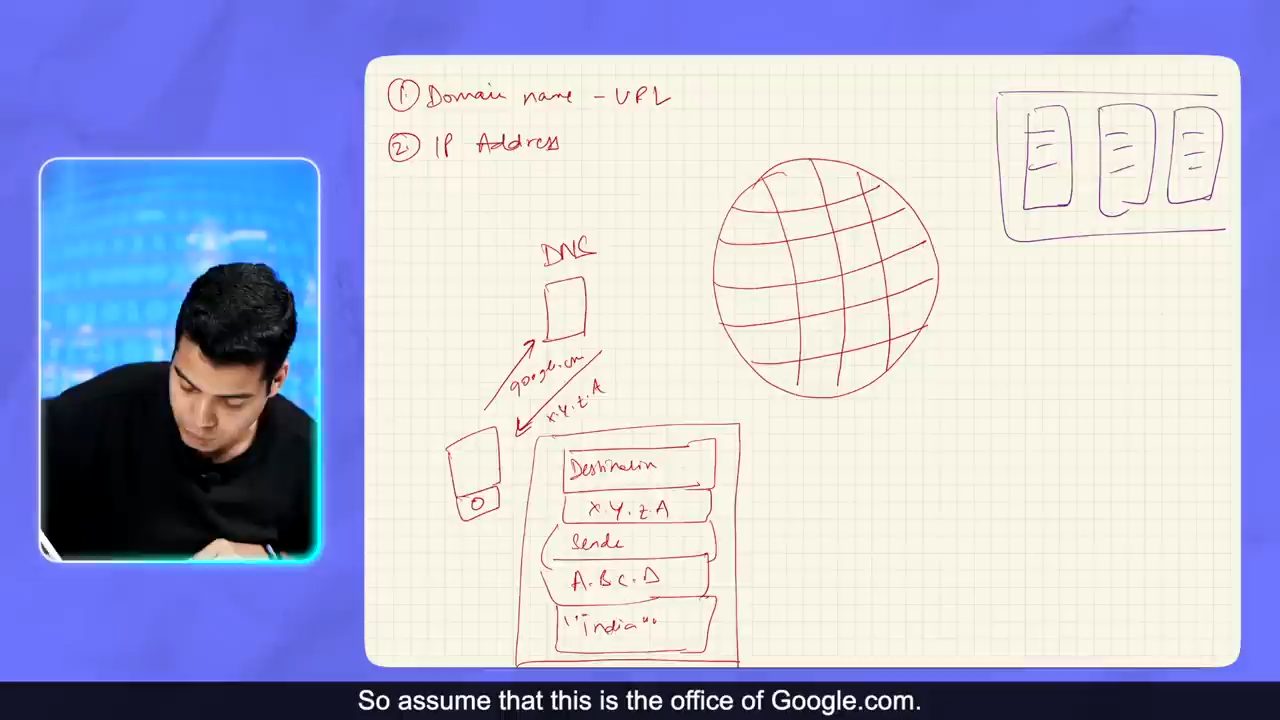 ① Domain name - URL
② IP Address
DNS
google.com
X.Y.Z.A
Destination
X.Y.Z.A
Sende
A.B.C.D
"India"
So assume that this is the office of Google.com.